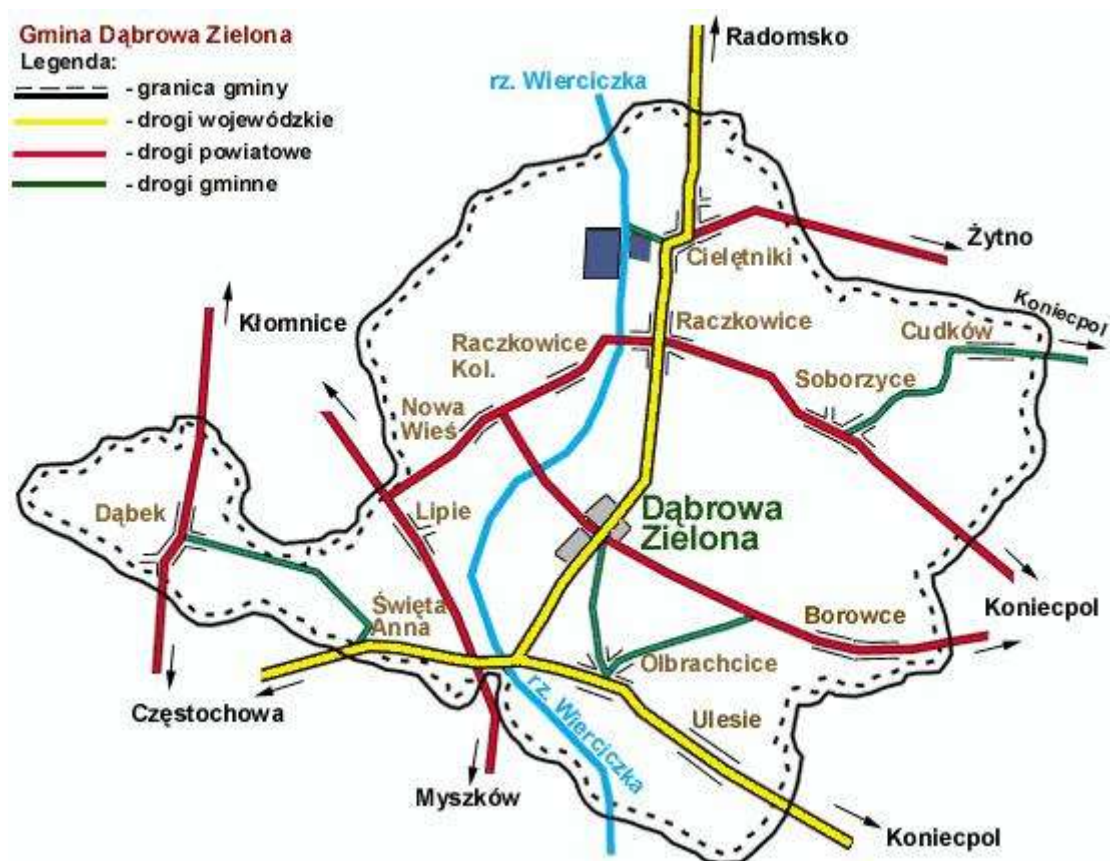 Gmina Dąbrowa Zielona
Legenda:
- granica gminy
- drogi wojewódzkie
- drogi powiatowe
- drogi gminne
Radomsko
rz. Wierciczka
Żytno
Cielętniki
Koniecpol
Cudków
Kłomnice
Raczkowice
Raczkowice
Kol.
Soborzyce
Nowa
Wieś
Dąbek
Lipie
Dąbrowa
Zielona
Święta
Anna
Borowce
Koniecpol
Olbrachcice
Częstochowa
rz. Wierciczka
Ulesie
Myszków
Koniecpol